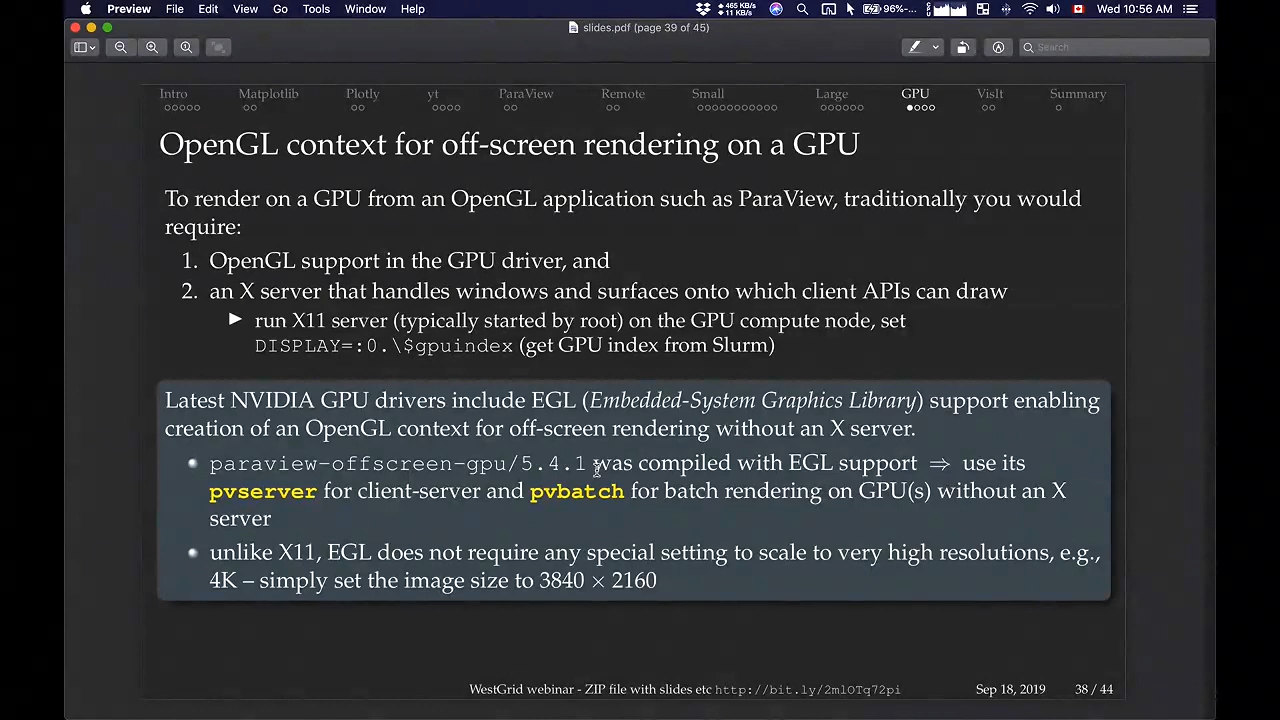 Preview File Edit View Go Tools Window Help 465 KB/s 11 KB/s 96%... Wed 10:56 AM
slides.pdf (page 39 of 45)
Search
Intro Matplotlib Plotly yt ParaView Remote Small Large GPU VisIt Summary
OpenGL context for off-screen rendering on a GPU
To render on a GPU from an OpenGL application such as ParaView, traditionally you would
require:
1. OpenGL support in the GPU driver, and
2. an X server that handles windows and surfaces onto which client APIs can draw
▶ run X11 server (typically started by root) on the GPU compute node, set
DISPLAY=:0.\$gpuindex (get GPU index from Slurm)
Latest NVIDIA GPU drivers include EGL (Embedded-System Graphics Library) support enabling
creation of an OpenGL context for off-screen rendering without an X server.
paraview-offscreen-gpu/5.4.1 was compiled with EGL support ⇒ use its
pvserver for client-server and pvbatch for batch rendering on GPU(s) without an X
server
unlike X11, EGL does not require any special setting to scale to very high resolutions, e.g.,
4K – simply set the image size to 3840 × 2160
WestGrid webinar - ZIP file with slides etc http://bit.ly/2mlOTq72pi Sep 18, 2019 38 / 44